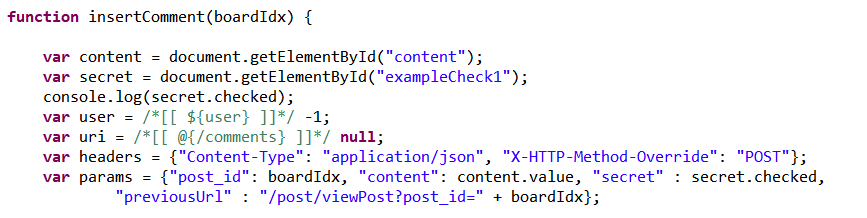 function insertComment(boardIdx) {
var content = document.getElementById("content");
var secret = document.getElementById("exampleCheck1");
console.log(secret.checked);
var user = /*[[ ${user} ]]*/ -1;
var uri = /*[[ @{/comments} ]]*/ null;
var headers = {"Content-Type": "application/json", "X-HTTP-Method-Override": "POST"};
var params = {"post_id": boardIdx, "content": content.value, "secret" : secret.checked,
"previousUrl" : "/post/viewPost?post_id=" + boardIdx};